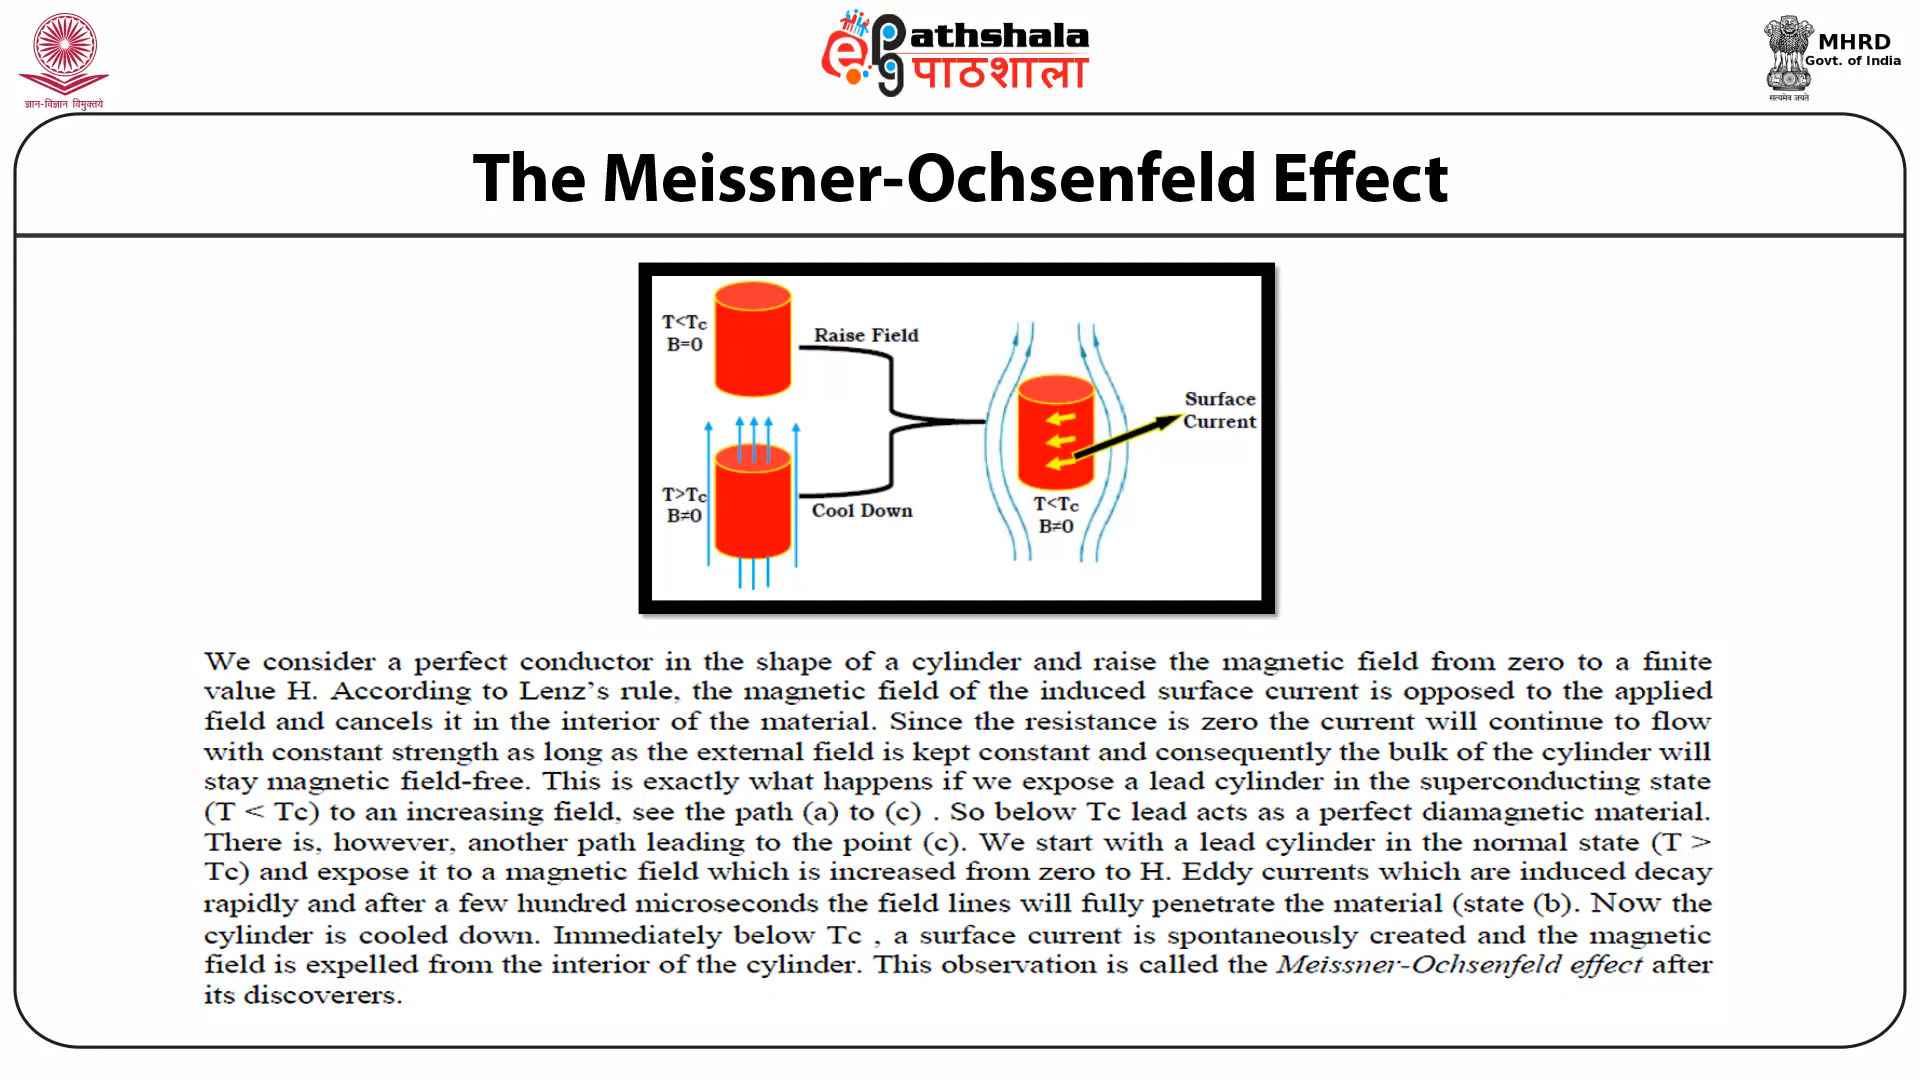 ज्ञान-विज्ञान विमुक्तये
e Pathshala
पाठशाला
MHRD
Govt. of India
सत्यमेव जयते
The Meissner-Ochsenfeld Effect
T<Tc
B=0
Raise Field
Surface
Current
T>Tc
B≠0
Cool Down
T<Tc
B≠0
We consider a perfect conductor in the shape of a cylinder and raise the magnetic field from zero to a finite
value H. According to Lenz's rule, the magnetic field of the induced surface current is opposed to the applied
field and cancels it in the interior of the material. Since the resistance is zero the current will continue to flow
with constant strength as long as the external field is kept constant and consequently the bulk of the cylinder will
stay magnetic field-free. This is exactly what happens if we expose a lead cylinder in the superconducting state
(T < Tc) to an increasing field, see the path (a) to (c) . So below Tc lead acts as a perfect diamagnetic material.
There is, however, another path leading to the point (c). We start with a lead cylinder in the normal state (T >
Tc) and expose it to a magnetic field which is increased from zero to H. Eddy currents which are induced decay
rapidly and after a few hundred microseconds the field lines will fully penetrate the material (state (b). Now the
cylinder is cooled down. Immediately below Tc , a surface current is spontaneously created and the magnetic
field is expelled from the interior of the cylinder. This observation is called the Meissner-Ochsenfeld effect after
its discoverers.